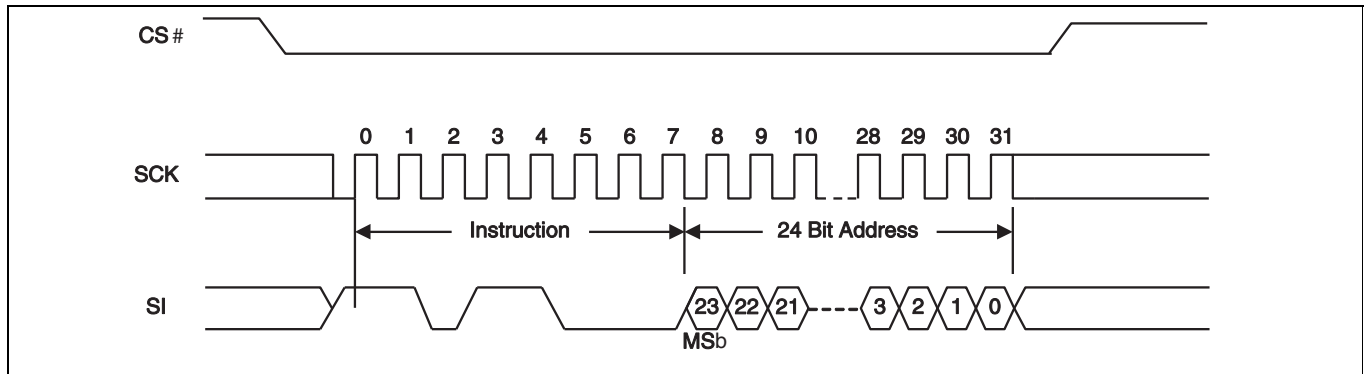 CS #
0 1 2 3 4 5 6 7 8 9 10 28 29 30 31
SCK
Instruction 24 Bit Address
SI 23 22 21 3 2 1 0
MSb